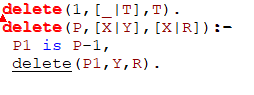 delete(1,[_|T],T).
delete(P,[X|Y],[X|R]):-
P1 is P-1,
delete(P1,Y,R).